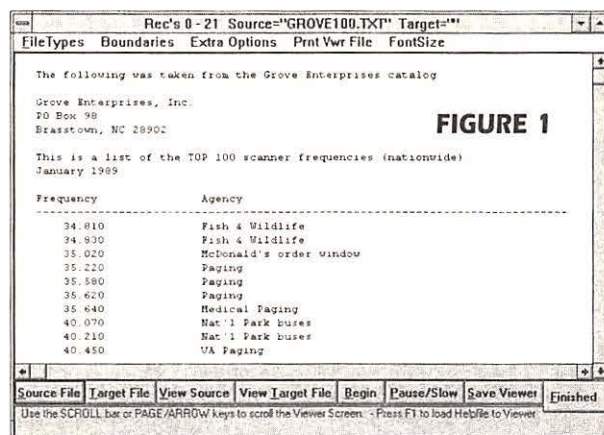 Rec's 0 - 21 Source="GROVE100.TXT" Target=""
FileTypes Boundaries Extra Options Prnt Vwr File FontSize
The following was taken from the Grove Enterprises catalog
Grove Enterprises, Inc.
PO Box 98
Brasstown, NC 28902
FIGURE 1
This is a list of the TOP 100 scanner frequencies (nationwide)
January 1989
Frequency Agency
34.810 Fish & Wildlife
34.830 Fish & Wildlife
35.020 McDonald's order window
35.220 Paging
35.580 Paging
35.620 Paging
35.640 Medical Paging
40.070 Nat'l Park buses
40.210 Nat'l Park buses
40.450 VA Paging
Source File Target File View Source View Target File Begin Pause/Slow Save Viewer Finished
Use the SCROLL bar or PAGE/ARROW keys to scroll the Viewer Screen. - Press F1 to load Helpfile to Viewer